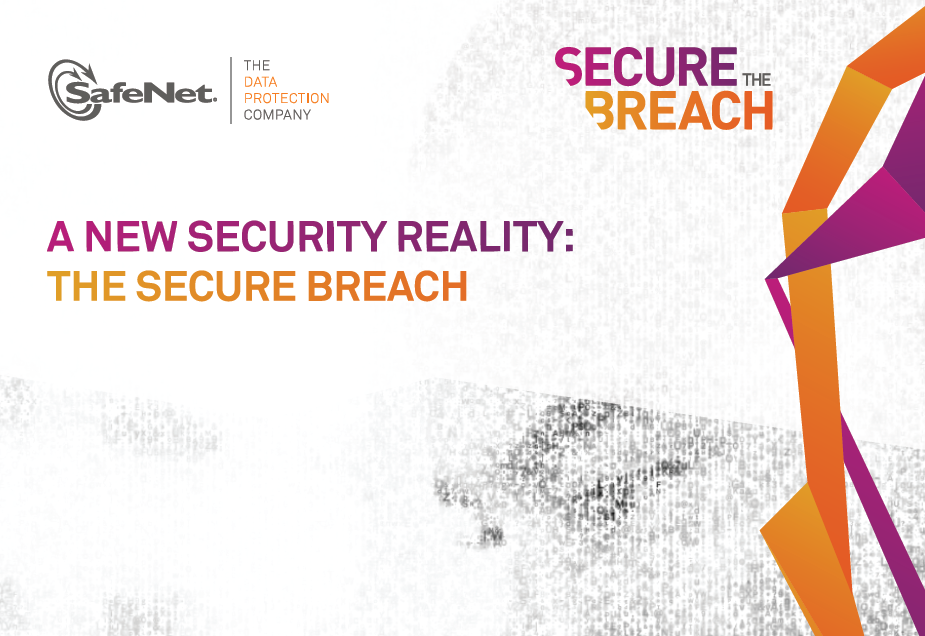 SafeNet.
THE
DATA
PROTECTION
COMPANY
SECURE THE
BREACH
A NEW SECURITY REALITY:
THE SECURE BREACH